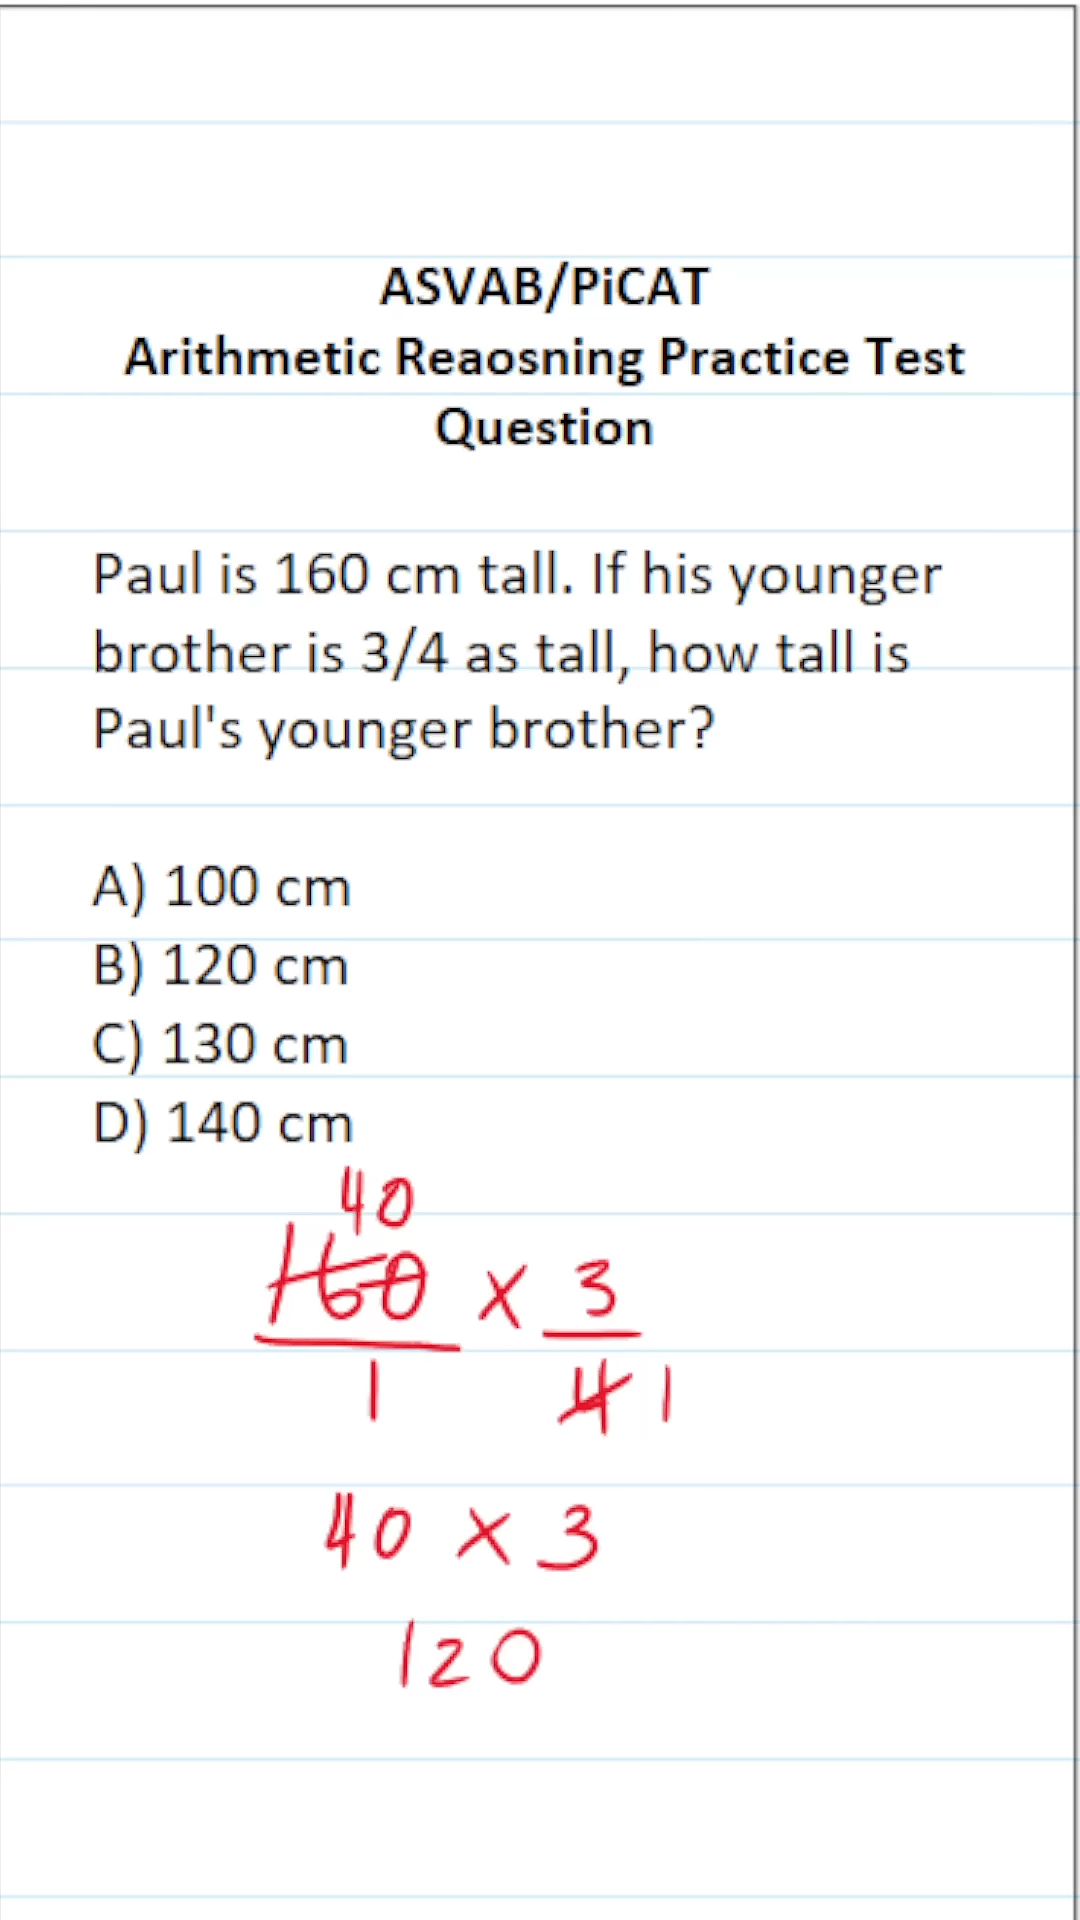 ASVAB/PiCAT
Arithmetic Reaosning Practice Test
Question
Paul is 160 cm tall. If his younger
brother is 3/4 as tall, how tall is
Paul's younger brother?
A) 100 cm
B) 120 cm
C) 130 cm
D) 140 cm
40
160 x 3
1 4 1
40 x 3
120